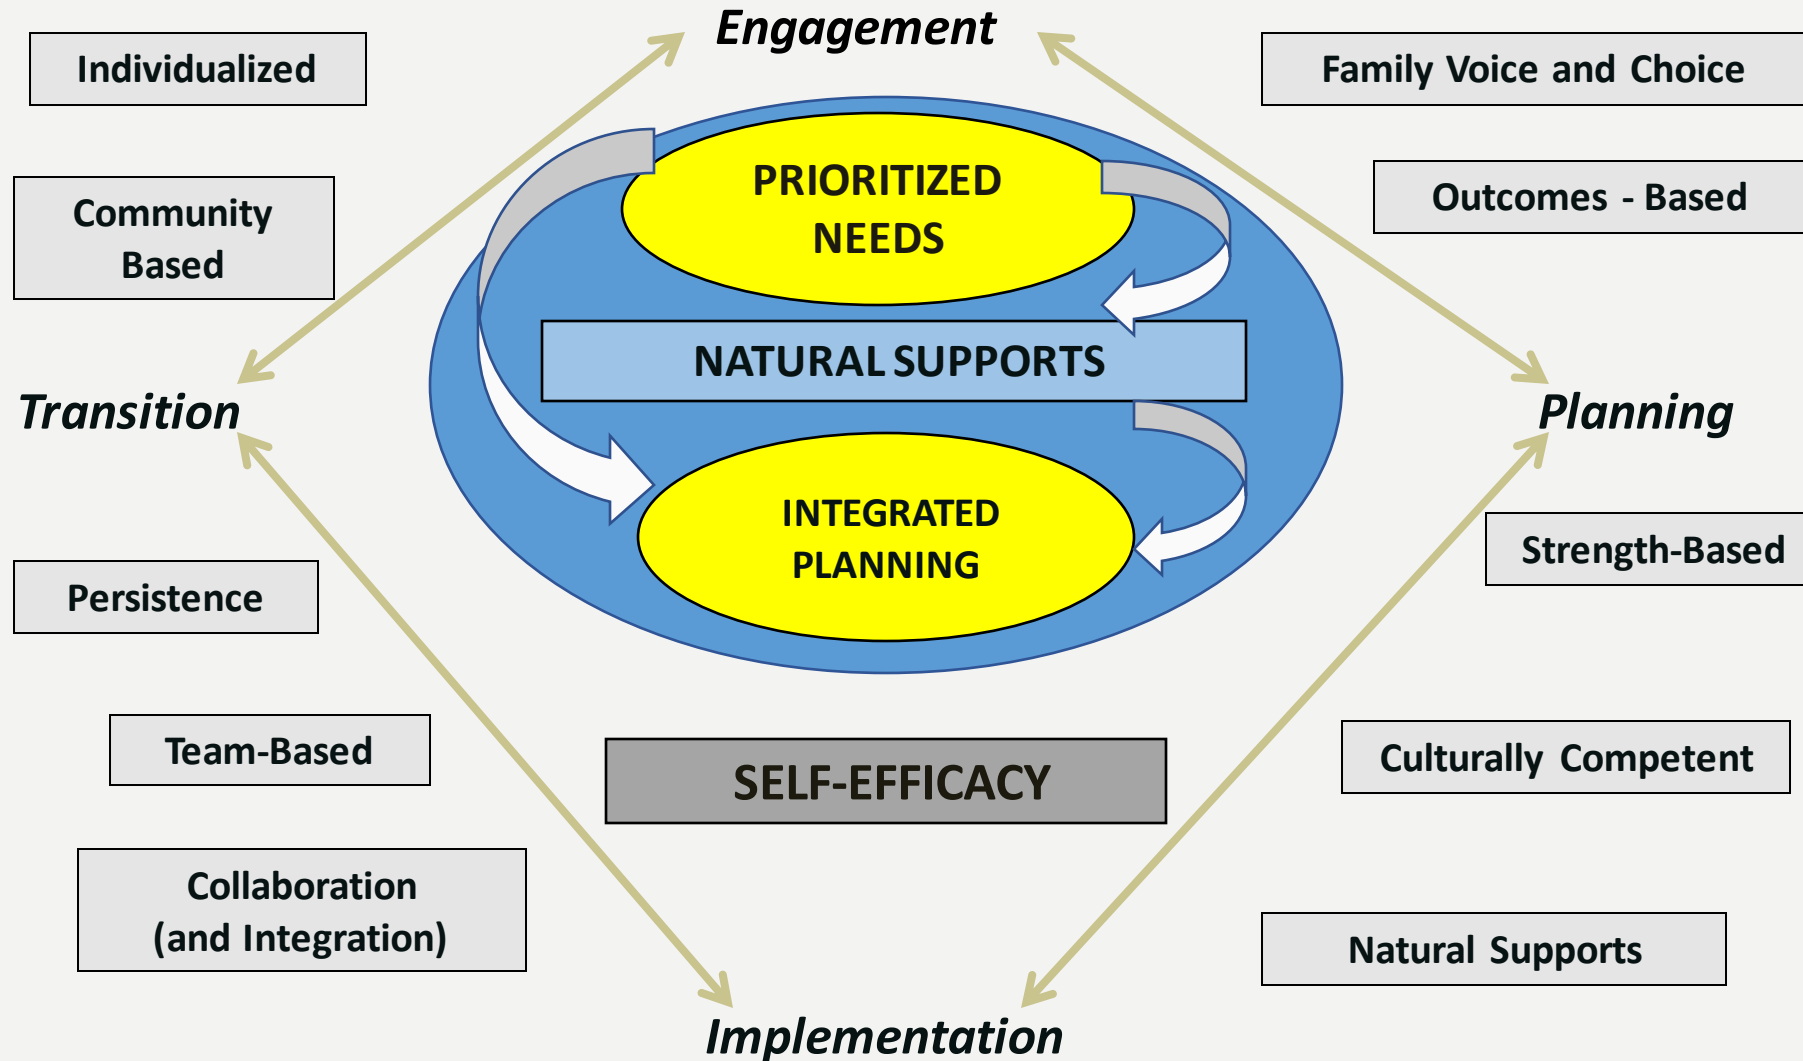 Engagement
Individualized
Family Voice and Choice
PRIORITIZED
NEEDS
Community
Based
Outcomes - Based
NATURAL SUPPORTS
Transition
Planning
INTEGRATED
PLANNING
Strength-Based
Persistence
Team-Based
SELF-EFFICACY
Culturally Competent
Collaboration
(and Integration)
Natural Supports
Implementation